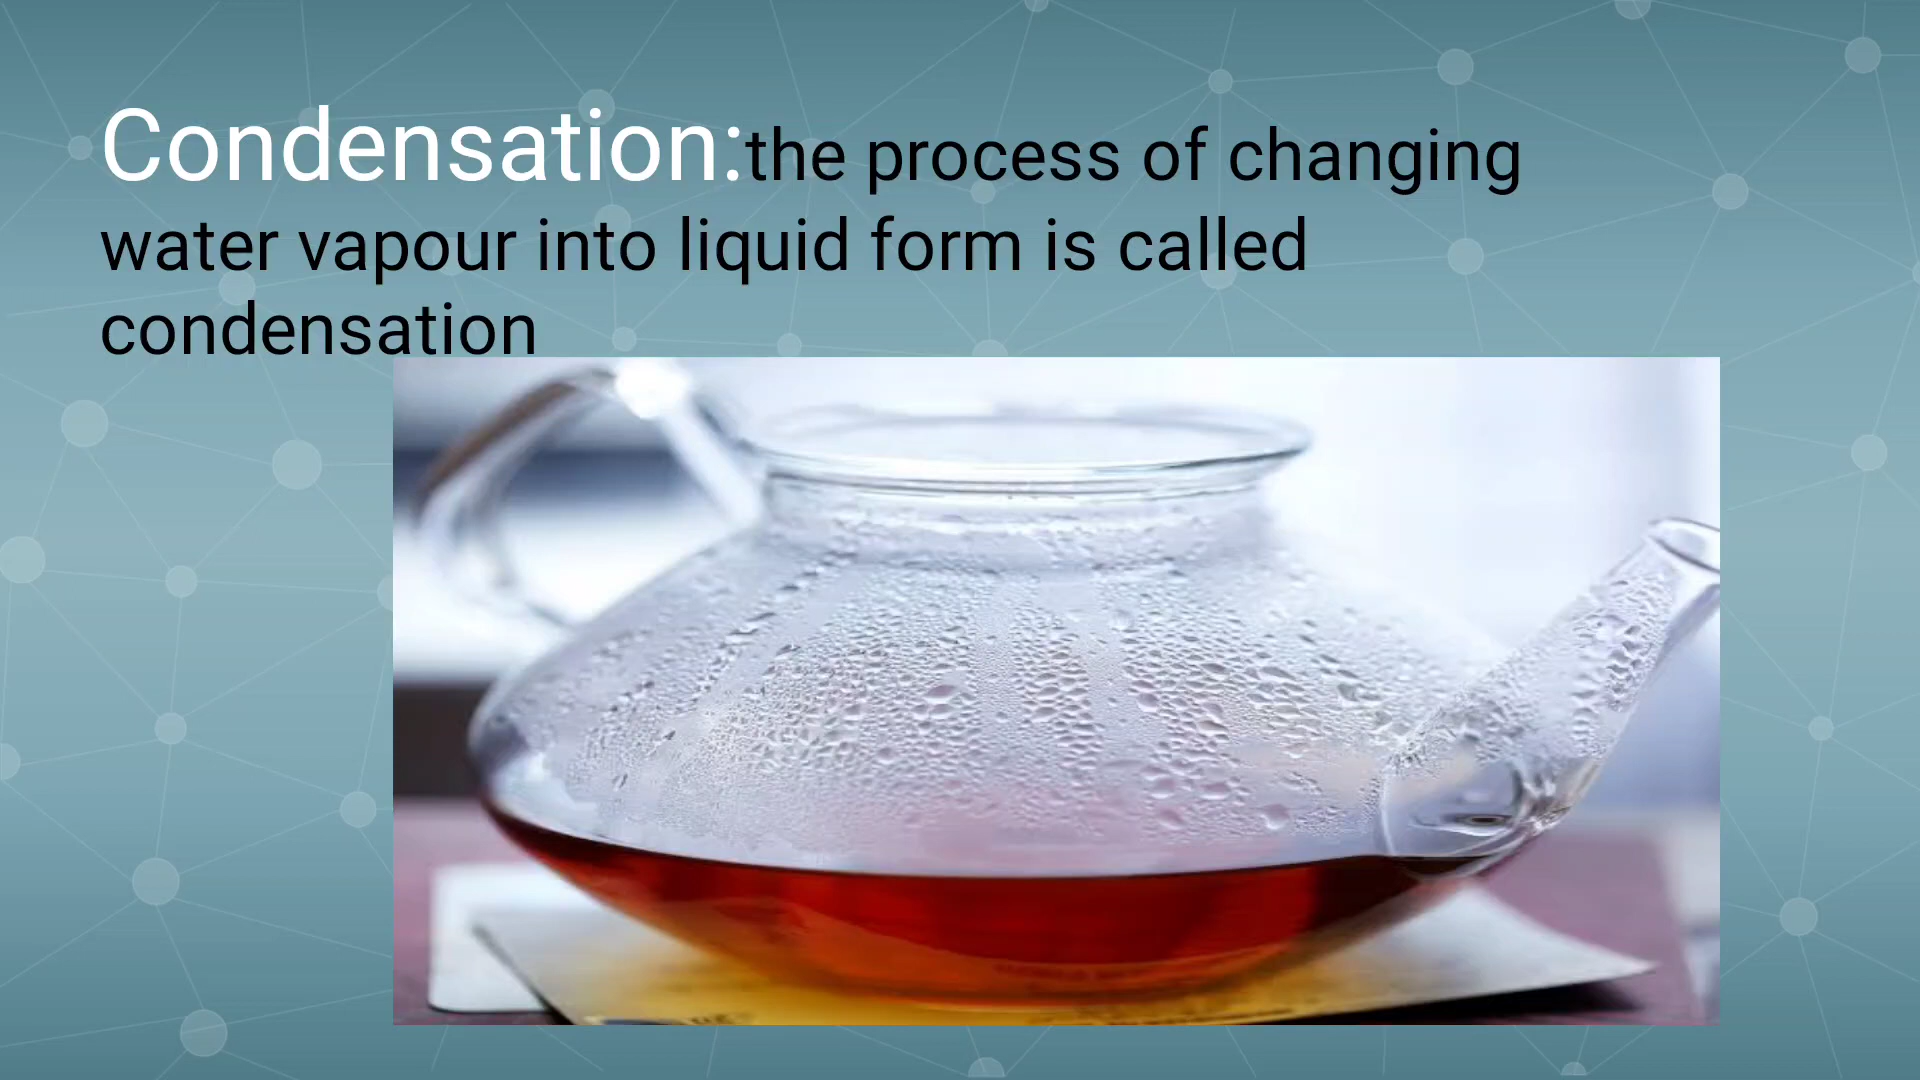 Condensation:the process of changing
water vapour into liquid form is called
condensation